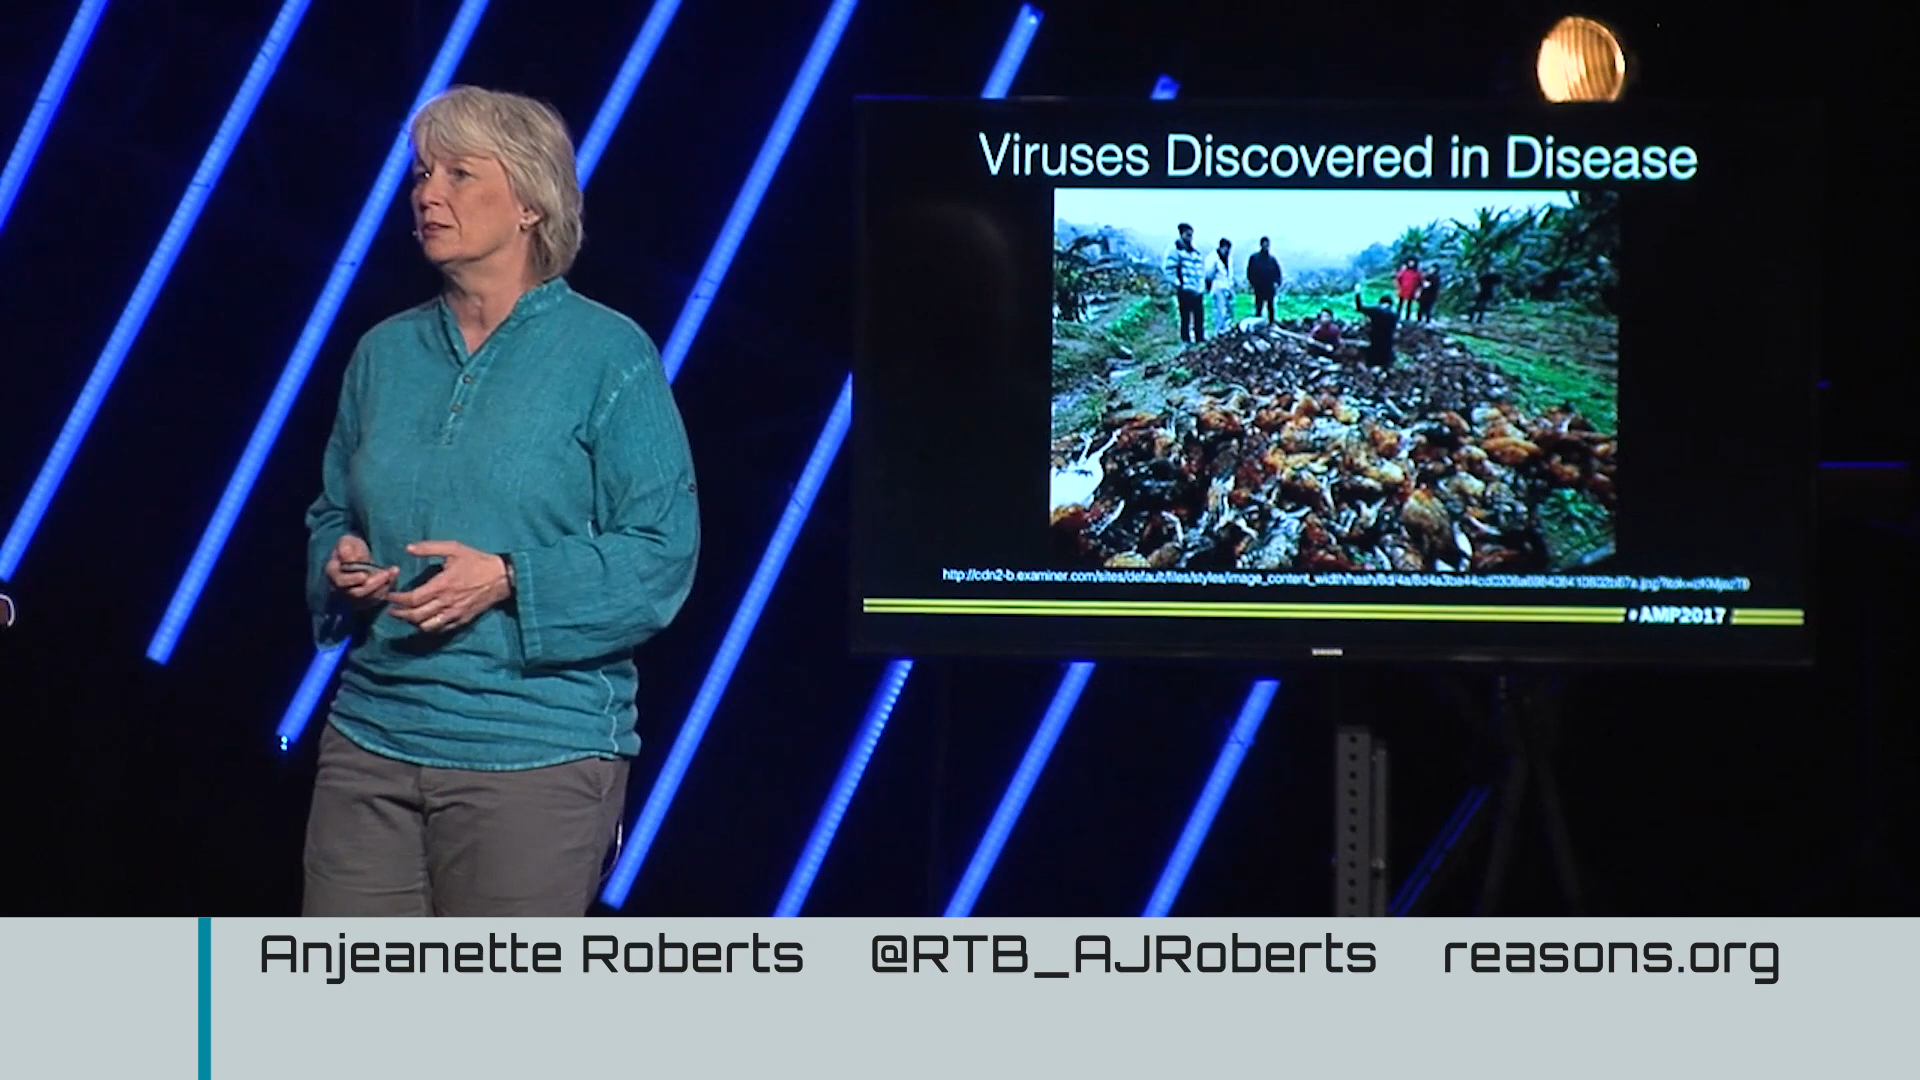 Viruses Discovered in Disease
#AMP2017
Anjeanette Roberts @RTB_AJRoberts reasons.org